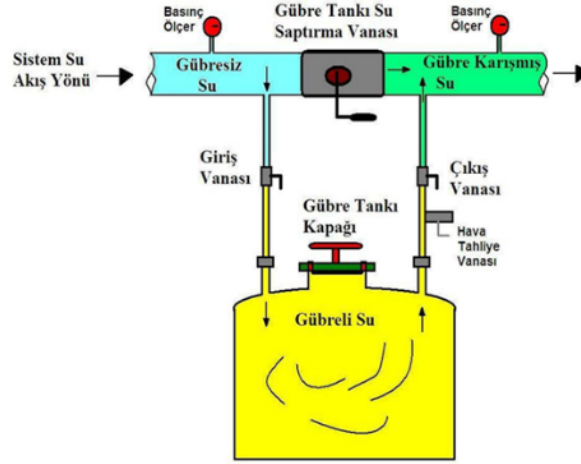 Basınç
Ölçer
Gübre Tankı Su
Saptırma Vanası
Basınç
Ölçer
Sistem Su
Akış Yönü
Gübresiz
Su
Gübre Karışmış
Su
Giriş
Vanası
Çıkış
Vanası
Gübre Tankı
Kapağı
Hava
Tahliye
Vanası
Gübreli Su